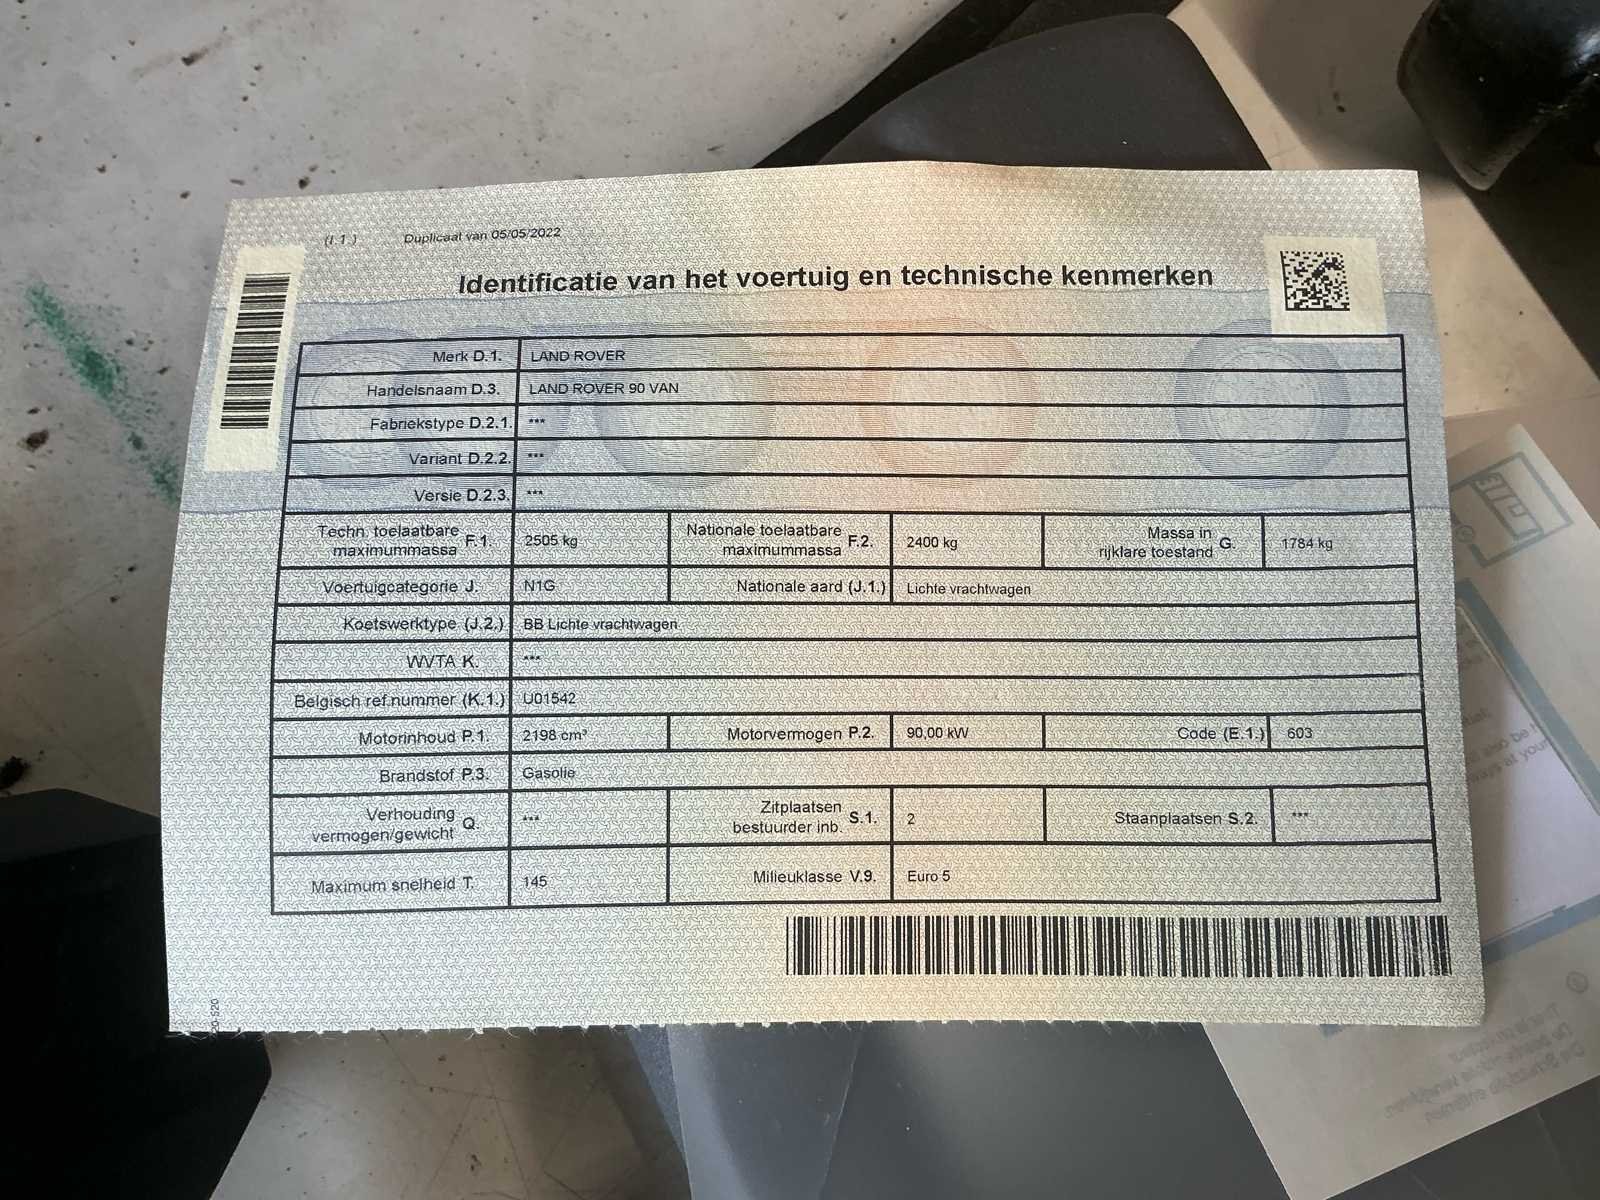 (I.1.) Duplicaat van 05/05/2022
Identificatie van het voertuig en technische kenmerken
Merk D.1. LAND ROVER
Handelsnaam D.3. LAND ROVER 90 VAN
Fabriekstype D.2.1. ***
Variant D.2.2. ***
Versie D.2.3. ***
Techn. toelaatbare maximummassa F.1. 2505 kg Nationale toelaatbare maximummassa F.2. 2400 kg Massa in rijklare toestand G. 1784 kg
Voertuigcategorie J. N1G Nationale aard (J.1.) Lichte vrachtwagen
Koetswerktype (J.2.) BB Lichte vrachtwagen
WVTA K. ***
Belgisch ref.nummer (K.1.) U01542
Motorinhoud P.1. 2198 cm³ Motorvermogen P.2. 90,00 kW Code (E.1.) 603
Brandstof P.3. Gasolie
Verhouding vermogen/gewicht Q. *** Zitplaatsen bestuurder inb. S.1. 2 Staanplaatsen S.2. ***
Maximum snelheid T. 145 Milieuklasse V.9. Euro 5
also be
ways at your